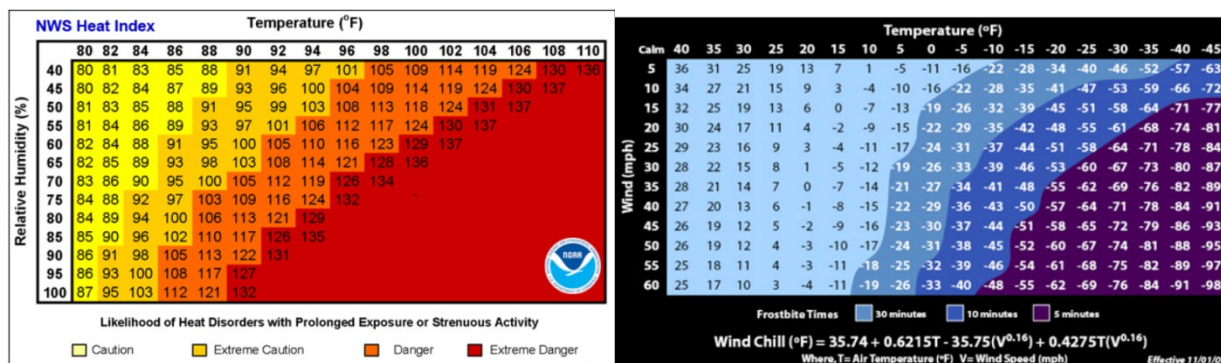 NWS Heat Index
Temperature (°F)
80 82 84 86 88 90 92 94 96 98 100 102 104 106 108 110
40 80 81 83 85 88 91 94 97 101 105 109 114 119 124 130 136
45 80 82 84 87 89 93 96 100 104 109 114 119 124 130 137
50 81 83 85 88 91 95 99 103 108 113 118 124 131 137
55 81 84 86 89 93 97 101 106 112 117 124 130 137
60 82 84 88 91 95 100 105 110 116 123 129 137
65 82 85 89 93 98 103 108 114 121 128 136
70 83 86 90 95 100 105 112 119 126 134
75 84 88 92 97 103 109 116 124 132
80 84 89 94 100 106 113 121 129
85 85 90 96 102 110 117 126 135
90 86 91 98 105 113 122 131
95 86 93 100 108 117 127
100 87 95 103 112 121 132
Relative Humidity (%)
NOAA
Likelihood of Heat Disorders with Prolonged Exposure or Strenuous Activity
Caution Extreme Caution Danger Extreme Danger
Temperature (°F)
Calm 40 35 30 25 20 15 10 5 0 -5 -10 -15 -20 -25 -30 -35 -40 -45
5 36 31 25 19 13 7 1 -5 -11 -16 -22 -28 -34 -40 -46 -52 -57 -63
10 34 27 21 15 9 3 -4 -10 -16 -22 -28 -35 -41 -47 -53 -59 -66 -72
15 32 25 19 13 6 0 -7 -13 -19 -26 -32 -39 -45 -51 -58 -64 -71 -77
20 30 24 17 11 4 -2 -9 -15 -22 -29 -35 -42 -48 -55 -61 -68 -74 -81
25 29 23 16 9 3 -4 -11 -17 -24 -31 -37 -44 -51 -58 -64 -71 -78 -84
30 28 22 15 8 1 -5 -12 -19 -26 -33 -39 -46 -53 -60 -67 -73 -80 -87
35 28 21 14 7 0 -7 -14 -21 -27 -34 -41 -48 -55 -62 -69 -76 -82 -89
40 27 20 13 6 -1 -8 -15 -22 -29 -36 -43 -50 -57 -64 -71 -78 -84 -91
45 26 19 12 5 -2 -9 -16 -23 -30 -37 -44 -51 -58 -65 -72 -79 -86 -93
50 26 19 12 4 -3 -10 -17 -24 -31 -38 -45 -52 -60 -67 -74 -81 -88 -95
55 25 18 11 4 -3 -11 -18 -25 -32 -39 -46 -54 -61 -68 -75 -82 -89 -97
60 25 17 10 3 -4 -11 -19 -26 -33 -40 -48 -55 -62 -69 -76 -84 -91 -98
Wind (mph)
Frostbite Times 30 minutes 10 minutes 5 minutes
Wind Chill (°F) = 35.74 + 0.6215T - 35.75(V^0.16) + 0.4275T(V^0.16)
Where, T= Air Temperature (°F) V= Wind Speed (mph)
Effective 11/01/0